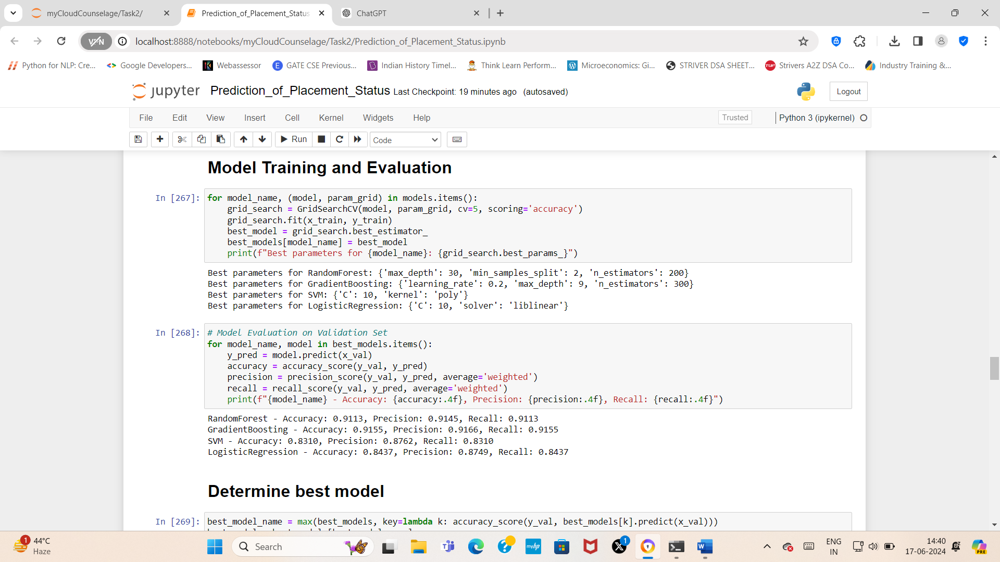 myCloudCounselage/Task2/
Prediction_of_Placement_Status
ChatGPT
VPN
localhost:8888/notebooks/myCloudCounselage/Task2/Prediction_of_Placement_Status.ipynb
Python for NLP: Cre...
Google Developers...
Webassessor
GATE CSE Previous...
Indian History Timel...
Think Learn Perform...
Microeconomics: Gi...
STRIVER DSA SHEET...
Strivers A2Z DSA Co...
Industry Training &...
jupyter Prediction_of_Placement_Status Last Checkpoint: 19 minutes ago (autosaved)
Logout
File Edit View Insert Cell Kernel Widgets Help
Trusted
Python 3 (ipykernel)
Run
Code
Model Training and Evaluation
In [267]: for model_name, (model, param_grid) in models.items():
    grid_search = GridSearchCV(model, param_grid, cv=5, scoring='accuracy')
    grid_search.fit(x_train, y_train)
    best_model = grid_search.best_estimator_
    best_models[model_name] = best_model
    print(f"Best parameters for {model_name}: {grid_search.best_params_}")
Best parameters for RandomForest: {'max_depth': 30, 'min_samples_split': 2, 'n_estimators': 200}
Best parameters for GradientBoosting: {'learning_rate': 0.2, 'max_depth': 9, 'n_estimators': 300}
Best parameters for SVM: {'C': 10, 'kernel': 'poly'}
Best parameters for LogisticRegression: {'C': 10, 'solver': 'liblinear'}
In [268]: # Model Evaluation on Validation Set
for model_name, model in best_models.items():
    y_pred = model.predict(x_val)
    accuracy = accuracy_score(y_val, y_pred)
    precision = precision_score(y_val, y_pred, average='weighted')
    recall = recall_score(y_val, y_pred, average='weighted')
    print(f"{model_name} - Accuracy: {accuracy:.4f}, Precision: {precision:.4f}, Recall: {recall:.4f}")
RandomForest - Accuracy: 0.9113, Precision: 0.9145, Recall: 0.9113
GradientBoosting - Accuracy: 0.9155, Precision: 0.9166, Recall: 0.9155
SVM - Accuracy: 0.8310, Precision: 0.8762, Recall: 0.8310
LogisticRegression - Accuracy: 0.8437, Precision: 0.8749, Recall: 0.8437
Determine best model
In [269]: best_model_name = max(best_models, key=lambda k: accuracy_score(y_val, best_models[k].predict(x_val)))
1
44°C
Haze
Search
myhp
1
ENG
IN
14:40
17-06-2024
PRE